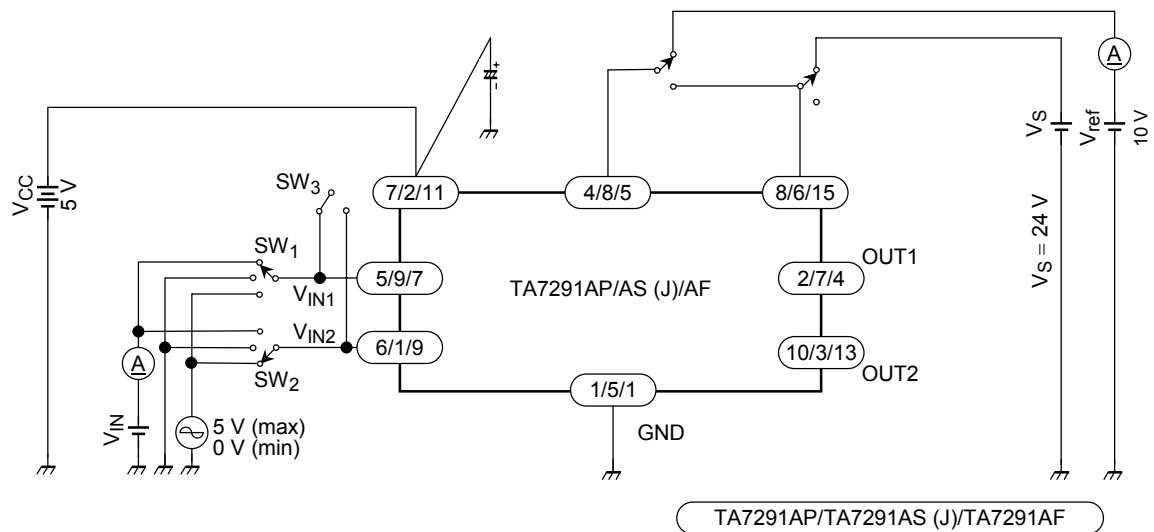 A
+
−
VS
Vref
10 V
VCC
5 V
SW3
7/2/11
4/8/5
8/6/15
VS = 24 V
SW1
VIN1
5/9/7
TA7291AP/AS (J)/AF
2/7/4
OUT1
VIN2
6/1/9
10/3/13
OUT2
A
SW2
1/5/1
VIN
5 V (max)
0 V (min)
GND
TA7291AP/TA7291AS (J)/TA7291AF